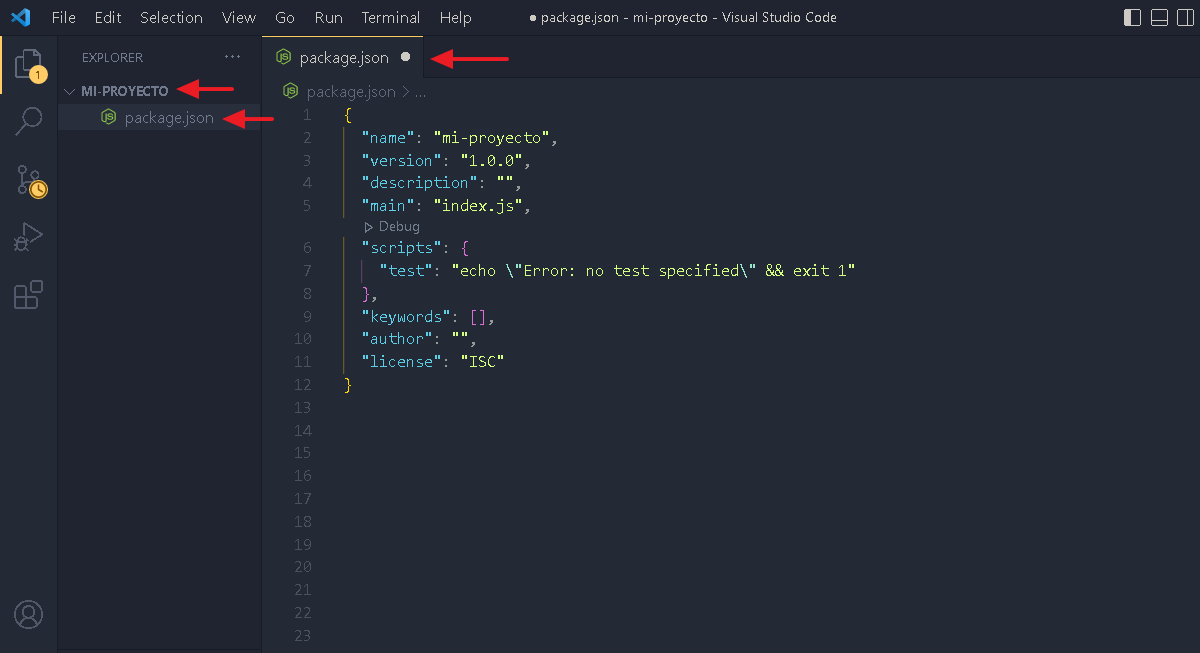 File Edit Selection View Go Run Terminal Help ● package.json - mi-proyecto - Visual Studio Code
EXPLORER ...
package.json ●
1
MI-PROYECTO
package.json
package.json > ...
1 {
2 "name": "mi-proyecto",
3 "version": "1.0.0",
4 "description": "",
5 "main": "index.js",
Debug
6 "scripts": {
7 "test": "echo \"Error: no test specified\" && exit 1"
8 },
9 "keywords": [],
10 "author": "",
11 "license": "ISC"
12 }
13
14
15
16
17
18
19
20
21
22
23